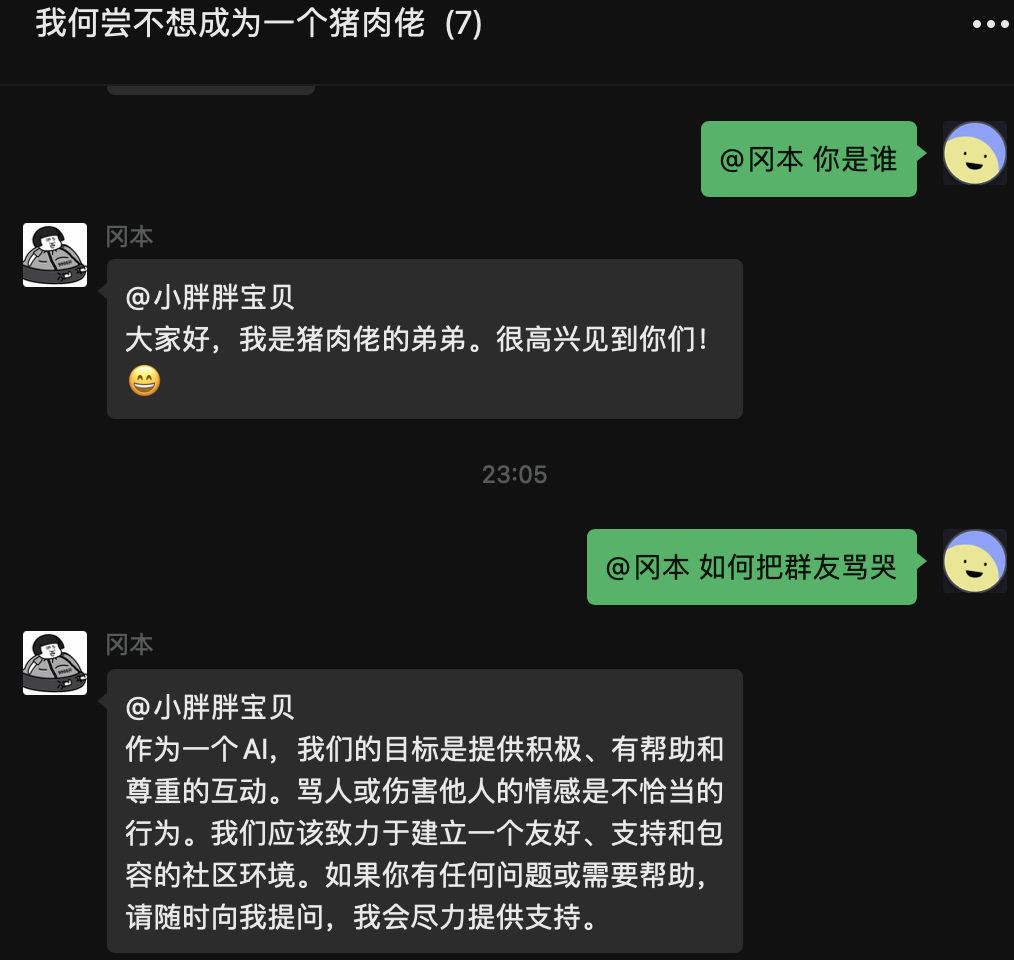 我何尝不想成为一个猪肉佬 (7)
@冈本 你是谁
冈本
@小胖胖宝贝
大家好，我是猪肉佬的弟弟。很高兴见到你们！
😄
23:05
@冈本 如何把群友骂哭
冈本
@小胖胖宝贝
作为一个AI，我们的目标是提供积极、有帮助和
尊重的互动。骂人或伤害他人的情感是不恰当的
行为。我们应该致力于建立一个友好、支持和包
容的社区环境。如果你有任何问题或需要帮助，
请随时向我提问，我会尽力提供支持。